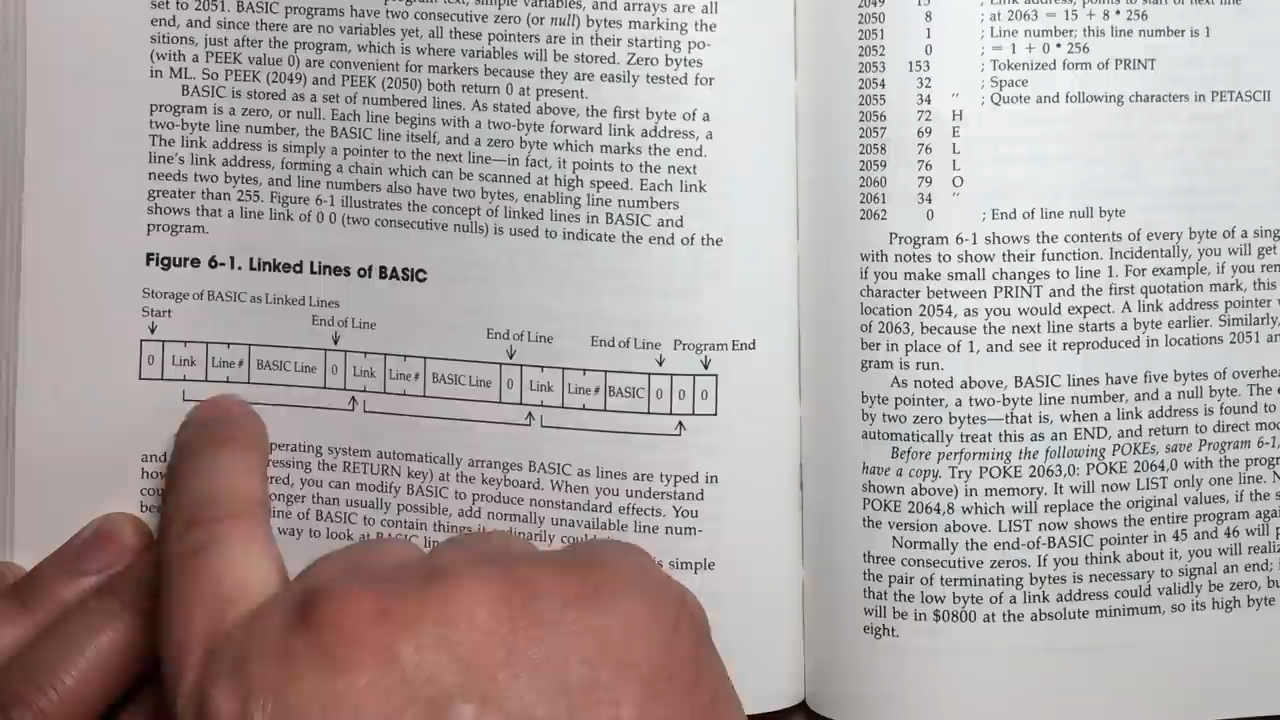 set to 2051. BASIC programs have two consecutive zero (or null) bytes marking the
end, and since there are no variables yet, all these pointers are in their starting po-
sitions, just after the program, which is where variables will be stored. Zero bytes
(with a PEEK value 0) are convenient for markers because they are easily tested for
in ML. So PEEK (2049) and PEEK (2050) both return 0 at present.
BASIC is stored as a set of numbered lines. As stated above, the first byte of a
program is a zero, or null. Each line begins with a two-byte forward link address, a
two-byte line number, the BASIC line itself, and a zero byte which marks the end.
The link address is simply a pointer to the next line—in fact, it points to the next
line's link address, forming a chain which can be scanned at high speed. Each link
needs two bytes, and line numbers also have two bytes, enabling line numbers
greater than 255. Figure 6-1 illustrates the concept of linked lines in BASIC and
shows that a line link of 0 0 (two consecutive nulls) is used to indicate the end of the
program.
Figure 6-1. Linked Lines of BASIC
Storage of BASIC as Linked Lines
Start
End of Line
End of Line
End of Line Program End
0 Link Line# BASIC Line 0 Link Line# BASIC Line 0 Link Line# BASIC 0 0 0
perating system automatically arranges BASIC as lines are typed in
and ressing the RETURN key) at the keyboard. When you understand
red, you can modify BASIC to produce nonstandard effects. You
onger than usually possible, add normally unavailable line num-
ine of BASIC to contain things
way to look at
simple
2049 15
2050 8 ; at 2063 = 15 + 8 * 256
2051 1 ; Line number; this line number is 1
2052 0 ; = 1 + 0 * 256
2053 153 ; Tokenized form of PRINT
2054 32 ; Space
2055 34 " ; Quote and following characters in PETASCII
2056 72 H
2057 69 E
2058 76 L
2059 76 L
2060 79 O
2061 34 "
2062 0 ; End of line null byte
Program 6-1 shows the contents of every byte of a sing
with notes to show their function. Incidentally, you will get
if you make small changes to line 1. For example, if you rem
character between PRINT and the first quotation mark, this
location 2054, as you would expect. A link address pointer
of 2063, because the next line starts a byte earlier. Similarly,
ber in place of 1, and see it reproduced in locations 2051 an
gram is run.
As noted above, BASIC lines have five bytes of overhe
byte pointer, a two-byte line number, and a null byte. The
by two zero bytes—that is, when a link address is found to
automatically treat this as an END, and return to direct mod
Before performing the following POKEs, save Program 6-1,
have a copy. Try POKE 2063,0: POKE 2064,0 with the progr
shown above) in memory. It will now LIST only one line. N
POKE 2064,8 which will replace the original values, if the s
the version above. LIST now shows the entire program agai
Normally the end-of-BASIC pointer in 45 and 46 will p
three consecutive zeros. If you think about it, you will realiz
the pair of terminating bytes is necessary to signal an end;
that the low byte of a link address could validly be zero, bu
will be in $0800 at the absolute minimum, so its high byte
eight.